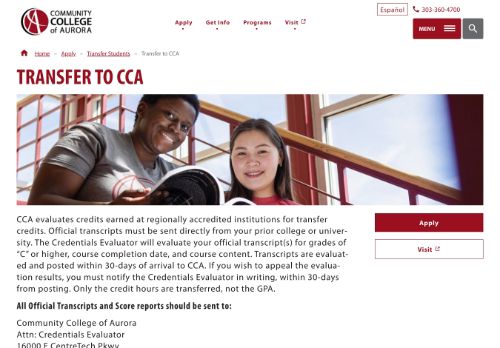 COMMUNITY
COLLEGE
of AURORA
Apply
Get Info
Programs
Visit
Español
303-360-4700
MENU
Home » Apply » Transfer Students » Transfer to CCA
TRANSFER TO CCA
CCA evaluates credits earned at regionally accredited institutions for transfer
credits. Official transcripts must be sent directly from your prior college or univer-
sity. The Credentials Evaluator will evaluate your official transcript(s) for grades of
“C” or higher, course completion date, and course content. Transcripts are evaluat-
ed and posted within 30-days of arrival to CCA. If you wish to appeal the evalua-
tion results, you must notify the Credentials Evaluator in writing, within 30-days
from posting. Only the credit hours are transferred, not the GPA.
All Official Transcripts and Score reports should be sent to:
Community College of Aurora
Attn: Credentials Evaluator
16000 E CentreTech Pkwy
Apply
Visit